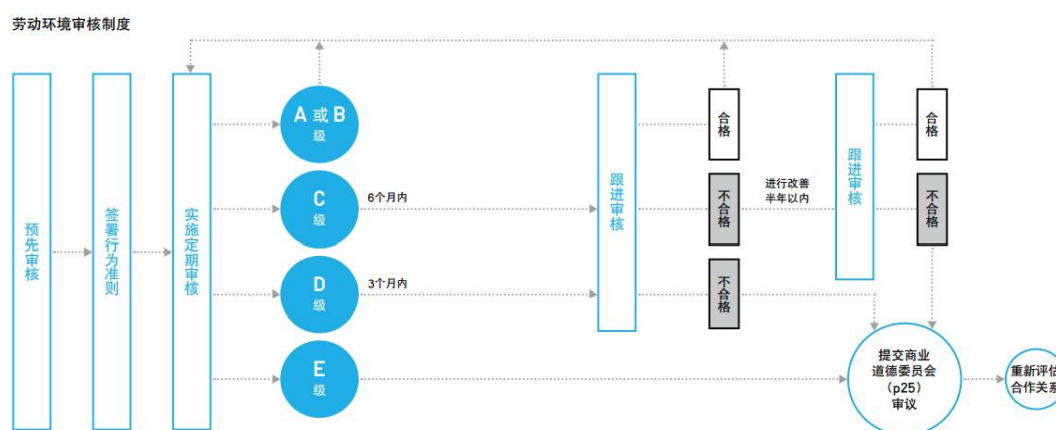 劳动环境审核制度
预先审核
签署行为准则
实施定期审核
A 或 B
级
C
级
6个月内
D
级
3个月内
E
级
跟进审核
合格
不合格
不合格
进行改善
半年以内
跟进审核
合格
不合格
提交商业
道德委员会
(p25)
审议
重新评估
合作关系